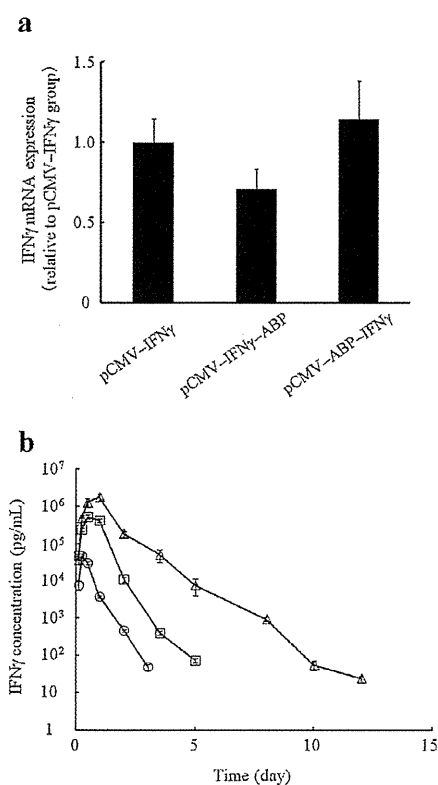 a
IFNγ mRNA expression
(relative to pCMV–IFNγ group)
1.5
1.0
0.5
0
pCMV–IFNγ
pCMV–IFNγ–ABP
pCMV–ABP–IFNγ
b
IFNγ concentration (pg/mL)
10⁷
10⁶
10⁵
10⁴
10³
10²
10
1
0
5
10
15
Time (day)